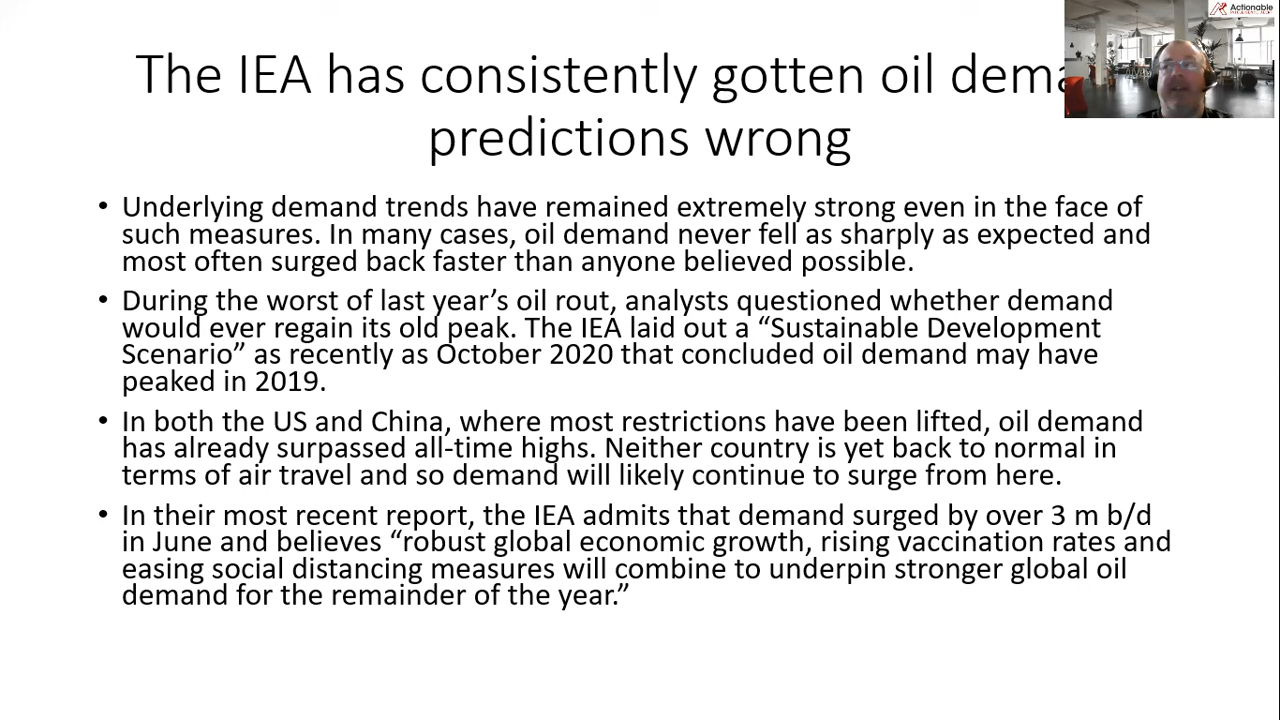 Actionable
The IEA has consistently gotten oil dema
predictions wrong
• Underlying demand trends have remained extremely strong even in the face of
such measures. In many cases, oil demand never fell as sharply as expected and
most often surged back faster than anyone believed possible.
• During the worst of last year’s oil rout, analysts questioned whether demand
would ever regain its old peak. The IEA laid out a “Sustainable Development
Scenario” as recently as October 2020 that concluded oil demand may have
peaked in 2019.
• In both the US and China, where most restrictions have been lifted, oil demand
has already surpassed all-time highs. Neither country is yet back to normal in
terms of air travel and so demand will likely continue to surge from here.
• In their most recent report, the IEA admits that demand surged by over 3 m b/d
in June and believes “robust global economic growth, rising vaccination rates and
easing social distancing measures will combine to underpin stronger global oil
demand for the remainder of the year.”